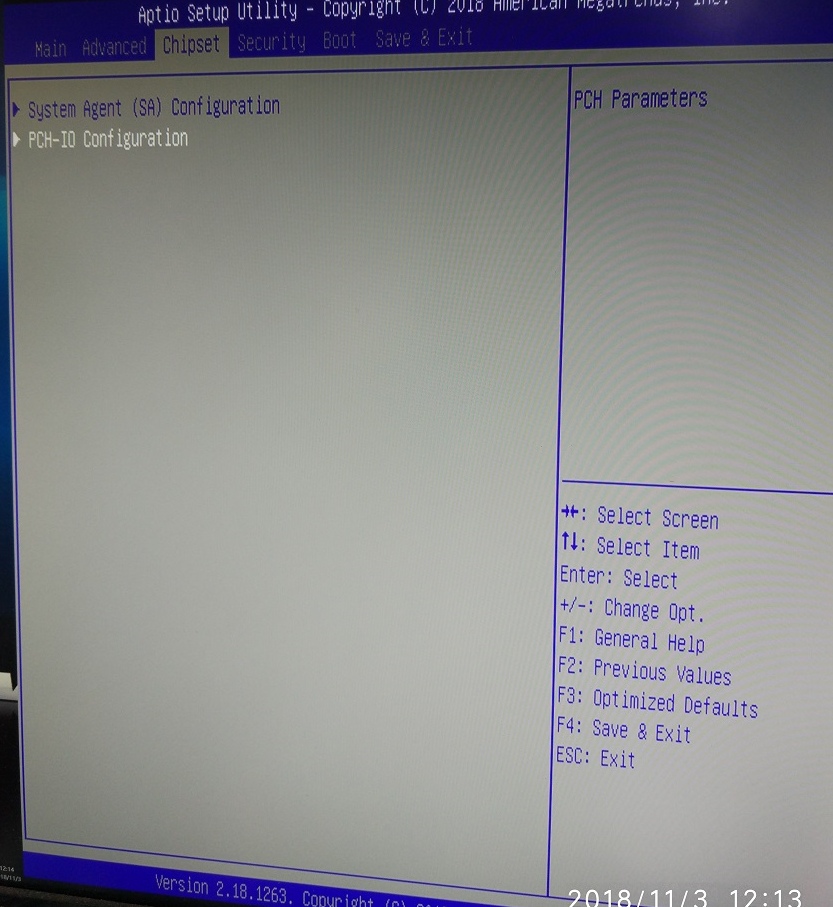 Aptio Setup Utility - Copyright (C) 2018 American Megatrends, Inc.
Main Advanced Chipset Security Boot Save & Exit
System Agent (SA) Configuration
PCH-IO Configuration
PCH Parameters
→←: Select Screen
↑↓: Select Item
Enter: Select
+/-: Change Opt.
F1: General Help
F2: Previous Values
F3: Optimized Defaults
F4: Save & Exit
ESC: Exit
Version 2.18.1263. Copyright (C)
12:14
2018/11/3 12:13